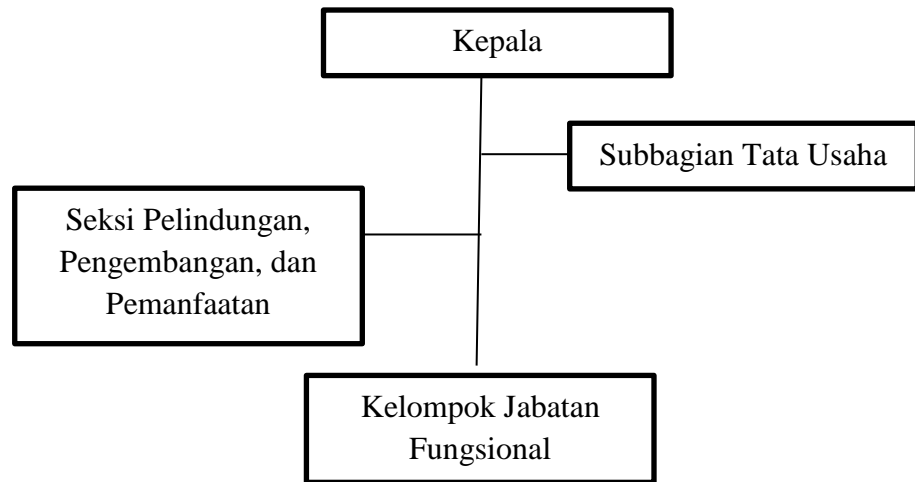 Kepala
Subbagian Tata Usaha
Seksi Pelindungan,
Pengembangan, dan
Pemanfaatan
Kelompok Jabatan
Fungsional